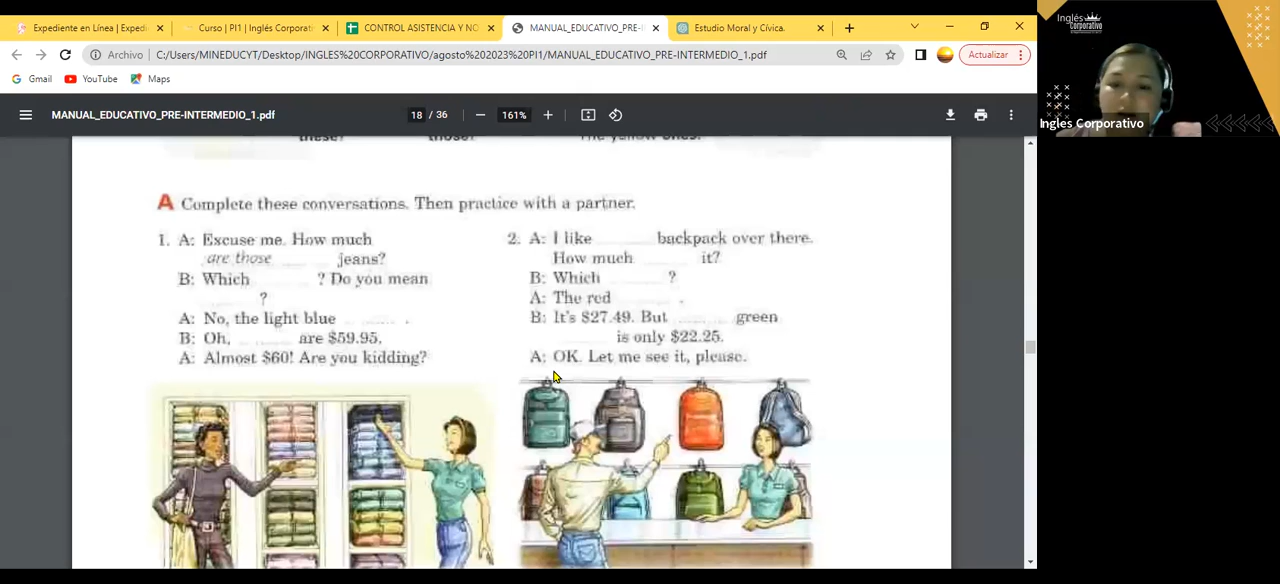 Expediente en Línea | Expedi
Curso | PI1 | Inglés Corporativ
CONTROL ASISTENCIA Y NO
MANUAL_EDUCATIVO_PRE-INTERM
Estudio Moral y Cívica.
Archivo
C:/Users/MINEDUCYT/Desktop/INGLES%20CORPORATIVO/agosto%202023%20PI1/MANUAL_EDUCATIVO_PRE-INTERMEDIO_1.pdf
Actualizar
Gmail
YouTube
Maps
MANUAL_EDUCATIVO_PRE-INTERMEDIO_1.pdf
18 / 36
161%
A Complete these conversations. Then practice with a partner.
1. A: Excuse me. How much
are those jeans?
B: Which ? Do you mean
?
A: No, the light blue .
B: Oh, are $59.95.
A: Almost $60! Are you kidding?
2. A: I like backpack over there.
How much it?
B: Which ?
A: The red .
B: It's $27.49. But green
is only $22.25.
A: OK. Let me see it, please.
Inglés
Corporativo
Ingles Corporativo